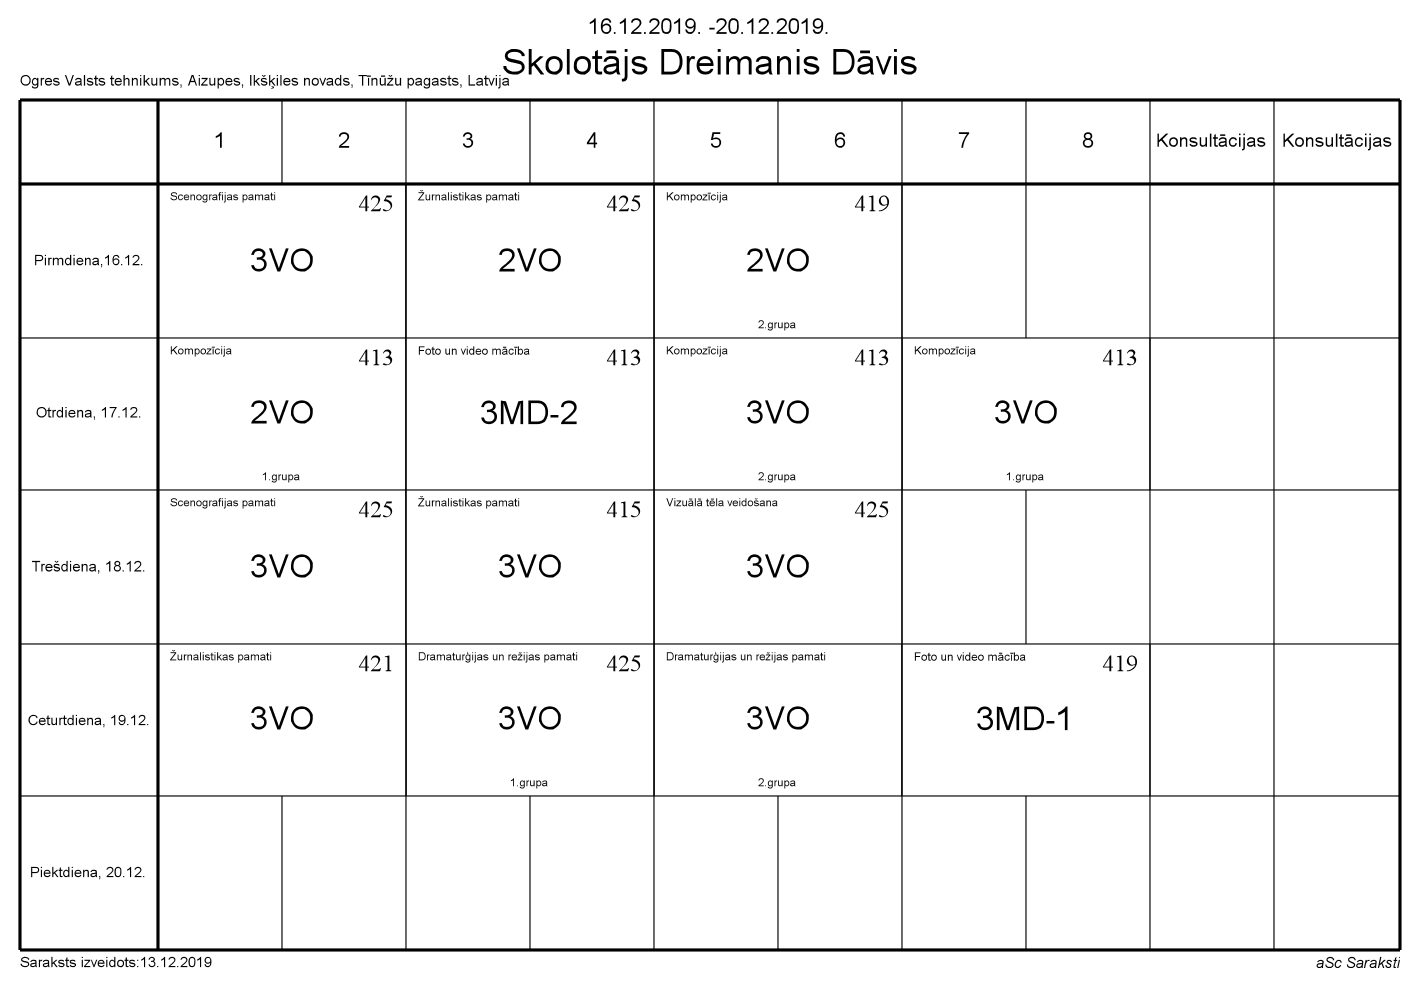 16.12.2019. -20.12.2019.
Skolotājs Dreimanis Dāvis
Ogres Valsts tehnikums, Aizupes, Ikšķiles novads, Tīnūžu pagasts, Latvija
1 2 3 4 5 6 7 8 Konsultācijas Konsultācijas
Pirmdiena,16.12.
Scenografijas pamati 425
3VO
Žurnalistikas pamati 425
2VO
Kompozīcija 419
2VO
2.grupa
Otrdiena, 17.12.
Kompozīcija 413
2VO
1.grupa
Foto un video mācība 413
3MD-2
Kompozīcija 413
3VO
2.grupa
Kompozīcija 413
3VO
1.grupa
Trešdiena, 18.12.
Scenografijas pamati 425
3VO
Žurnalistikas pamati 415
3VO
Vizuālā tēla veidošana 425
3VO
Ceturtdiena, 19.12.
Žurnalistikas pamati 421
3VO
Dramaturģijas un režijas pamati 425
3VO
1.grupa
Dramaturģijas un režijas pamati
3VO
2.grupa
Foto un video mācība 419
3MD-1
Piektdiena, 20.12.
Saraksts izveidots:13.12.2019
aSc Saraksti